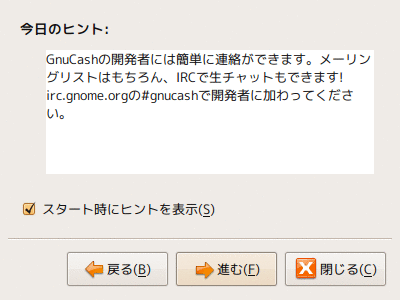 今日のヒント:
GnuCashの開発者には簡単に連絡ができます。メーリン
グリストはもちろん、IRCで生チャットもできます!
irc.gnome.orgの#gnucashで開発者に加わってくださ
い。
スタート時にヒントを表示(S)
戻る(B) 進む(F) 閉じる(C)